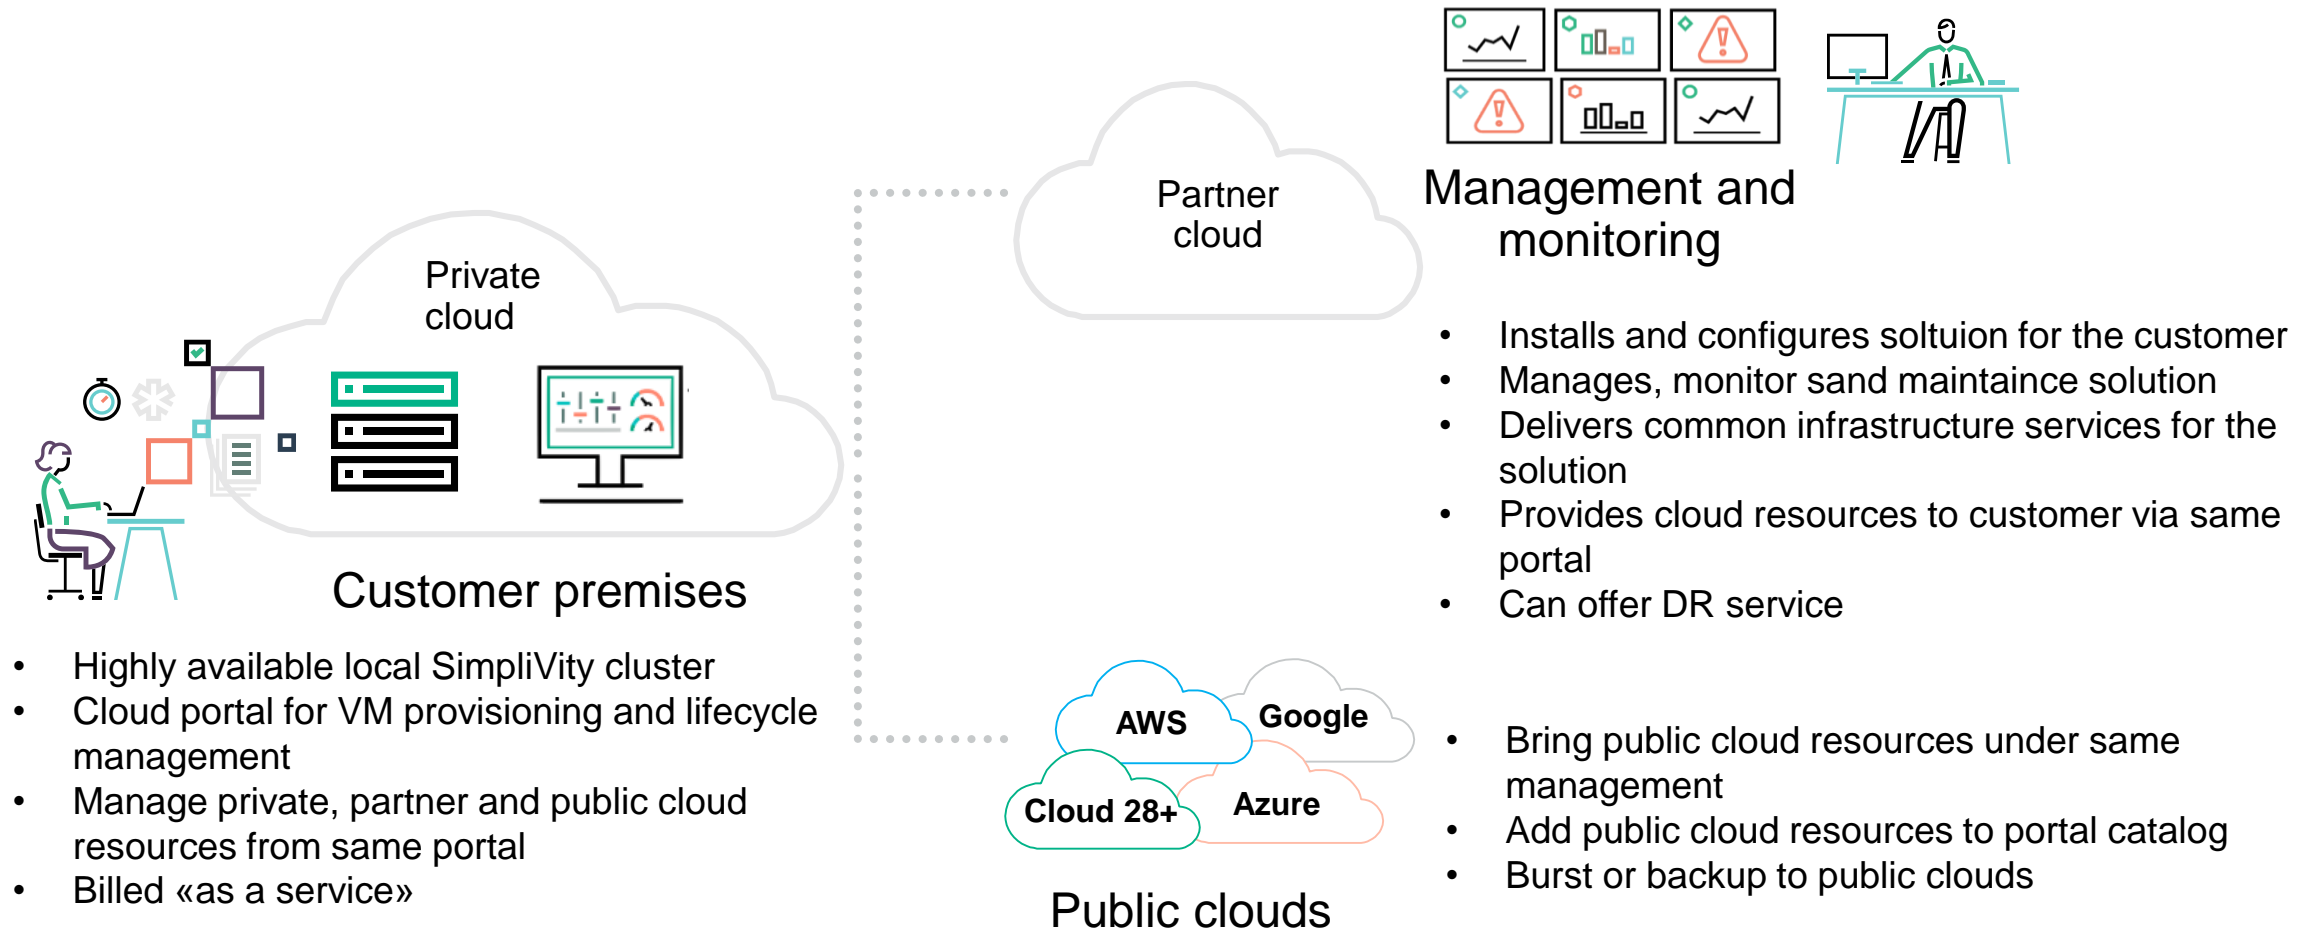 Private
cloud
Customer premises
• Highly available local SimpliVity cluster
• Cloud portal for VM provisioning and lifecycle
management
• Manage private, partner and public cloud
resources from same portal
• Billed «as a service»
Partner
cloud
Management and
monitoring
• Installs and configures soltuion for the customer
• Manages, monitor sand maintaince solution
• Delivers common infrastructure services for the
solution
• Provides cloud resources to customer via same
portal
• Can offer DR service
AWS
Google
Cloud 28+
Azure
Public clouds
• Bring public cloud resources under same
management
• Add public cloud resources to portal catalog
• Burst or backup to public clouds